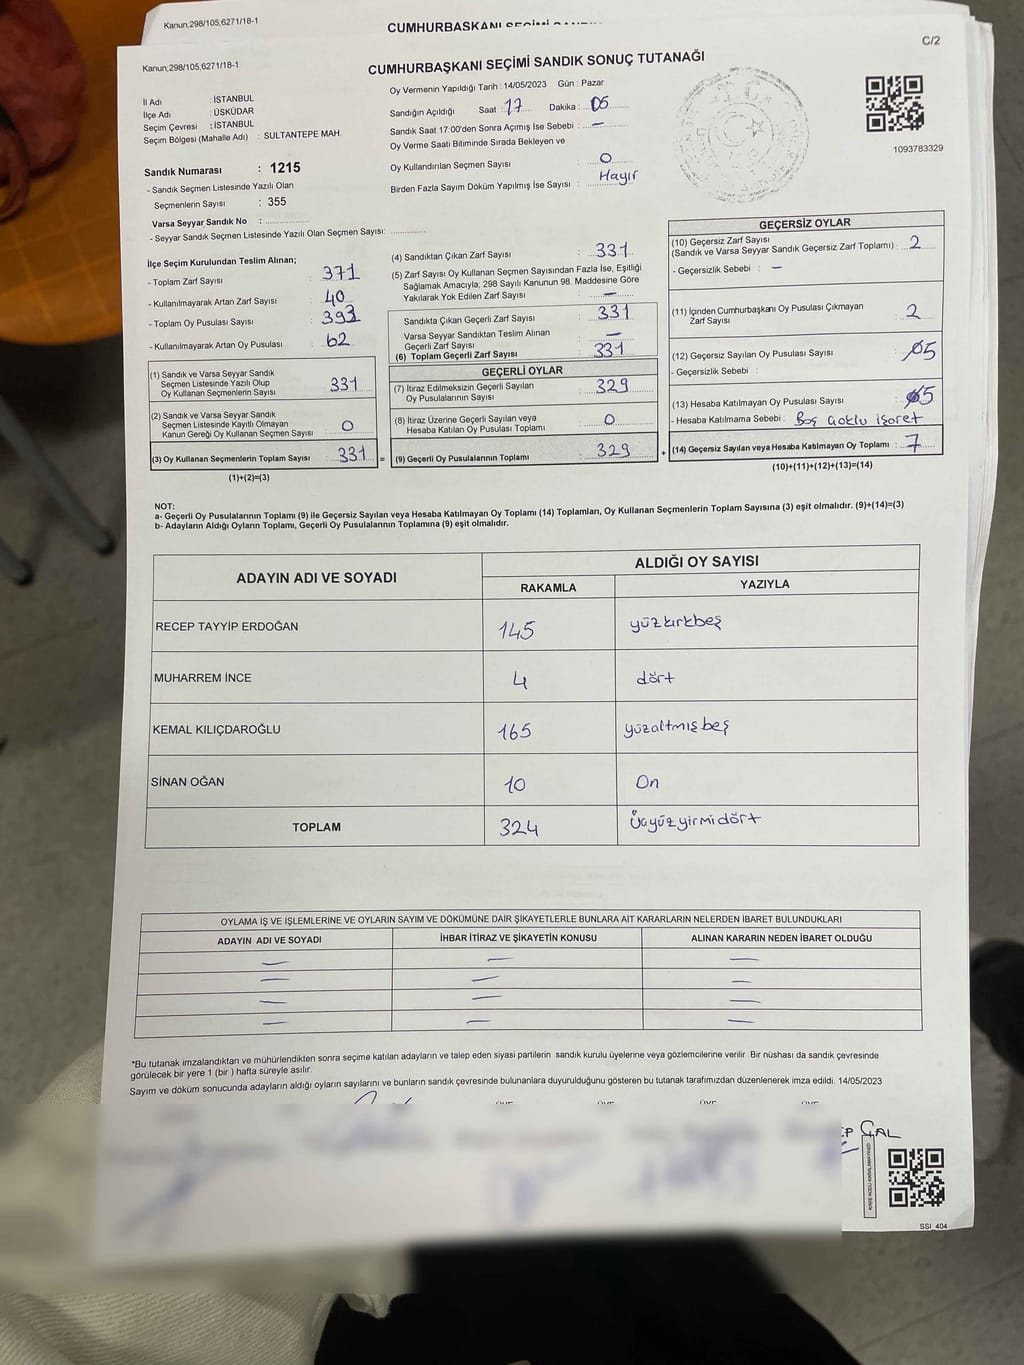 Kanun,298/105,6271/18-1
CUMHURBAŞKANI SEÇİMİ
Kanun,298/105,6271/18-1
C/2
CUMHURBAŞKANI SEÇİMİ SANDIK SONUÇ TUTANAĞI
İl Adı : İSTANBUL
İlçe Adı : ÜSKÜDAR
Seçim Çevresi : İSTANBUL
Seçim Bölgesi (Mahalle Adı) : SULTANTEPE MAH.
Sandık Numarası : 1215
- Sandık Seçmen Listesinde Yazılı Olan
Seçmenlerin Sayısı : 355
Varsa Seyyar Sandık No :
- Seyyar Sandık Seçmen Listesinde Yazılı Olan Seçmen Sayısı:
Oy Vermenin Yapıldığı Tarih : 14/05/2023 Gün : Pazar
Sandığın Açıldığı Saat : 17 Dakika : 05
Sandık Saat 17:00'den Sonra Açımış İse Sebebi : —
Oy Verme Saati Bitiminde Sırada Bekleyen ve
Oy Kullandırılan Seçmen Sayısı : 0
Birden Fazla Sayım Döküm Yapılmış İse Sayısı : Hayır
1093783329
İlçe Seçim Kurulundan Teslim Alınan;
- Toplam Zarf Sayısı : 371
- Kullanılmayarak Artan Zarf Sayısı : 40
- Toplam Oy Pusulası Sayısı : 393
- Kullanılmayarak Artan Oy Pusulası : 62
(1) Sandık ve Varsa Seyyar Sandık
Seçmen Listesinde Yazılı Olup
Oy Kullanan Seçmenlerin Sayısı : 331
(2) Sandık ve Varsa Seyyar Sandık
Seçmen Listesinde Kayıtlı Olmayan
Kanun Gereği Oy Kullanan Seçmen Sayısı : 0
(3) Oy Kullanan Seçmenlerin Toplam Sayısı : 331 =
(1)+(2)=(3)
(4) Sandıktan Çıkan Zarf Sayısı : 331
(5) Zarf Sayısı Oy Kullanan Seçmen Sayısından Fazla İse, Eşitliği
Sağlamak Amacıyla, 298 Sayılı Kanunun 98. Maddesine Göre
Yakılarak Yok Edilen Zarf Sayısı : —
Sandıkta Çıkan Geçerli Zarf Sayısı : 331
Varsa Seyyar Sandıktan Teslim Alınan
Geçerli Zarf Sayısı : —
(6) Toplam Geçerli Zarf Sayısı : 331
GEÇERLİ OYLAR
(7) İtiraz Edilmeksizin Geçerli Sayılan
Oy Pusulalarının Sayısı : 329
(8) İtiraz Üzerine Geçerli Sayılan veya
Hesaba Katılan Oy Pusulası Toplamı : 0
(9) Geçerli Oy Pusulalarının Toplamı : 329 +
GEÇERSİZ OYLAR
(10) Geçersiz Zarf Sayısı
(Sandık ve Varsa Seyyar Sandık Geçersiz Zarf Toplamı) : 2
- Geçersizlik Sebebi : —
(11) İçinden Cumhurbaşkanı Oy Pusulası Çıkmayan
Zarf Sayısı : 2
(12) Geçersiz Sayılan Oy Pusulası Sayısı : 05
- Geçersizlik Sebebi :
(13) Hesaba Katılmayan Oy Pusulası Sayısı : 05
- Hesaba Katılmama Sebebi : Boş çoklu işaret
(14) Geçersiz Sayılan veya Hesaba Katılmayan Oy Toplamı : 7
(10)+(11)+(12)+(13)=(14)
NOT:
a- Geçerli Oy Pusulalarının Toplamı (9) ile Geçersiz Sayılan veya Hesaba Katılmayan Oy Toplamı (14) Toplamları, Oy Kullanan Seçmenlerin Toplam Sayısına (3) eşit olmalıdır. (9)+(14)=(3)
b- Adayların Aldığı Oyların Toplamı, Geçerli Oy Pusulalarının Toplamına (9) eşit olmalıdır.
ADAYIN ADI VE SOYADI
ALDIĞI OY SAYISI
RAKAMLA YAZIYLA
RECEP TAYYİP ERDOĞAN 145 yüzkırkbeş
MUHARREM İNCE 4 dört
KEMAL KILIÇDAROĞLU 165 yüzaltmışbeş
SİNAN OĞAN 10 On
TOPLAM 324 Üçyüzyirmidört
OYLAMA İŞ VE İŞLEMLERİNE VE OYLARIN SAYIM VE DÖKÜMÜNE DAİR ŞİKAYETLERLE BUNLARA AİT KARARLARIN NELERDEN İBARET BULUNDUKLARI
ADAYIN ADI VE SOYADI İHBAR İTİRAZ VE ŞİKAYETİN KONUSU ALINAN KARARIN NEDEN İBARET OLDUĞU
— — —
— — —
— — —
— — —
*Bu tutanak imzalandıktan ve mühürlendikten sonra seçime katılan adayların ve talep eden siyasi partilerin sandık kurulu üyelerine veya gözlemcilerine verilir. Bir nüshası da sandık çevresinde
görülecek bir yere 1 (bir ) hafta süreyle asılır.
Sayım ve döküm sonucunda adayların aldığı oyların sayılarını ve bunların sandık çevresinde bulunanlara duyurulduğunu gösteren bu tutanak tarafımızdan düzenlenerek imza edildi. 14/05/2023
ÇAL
SSİ_404